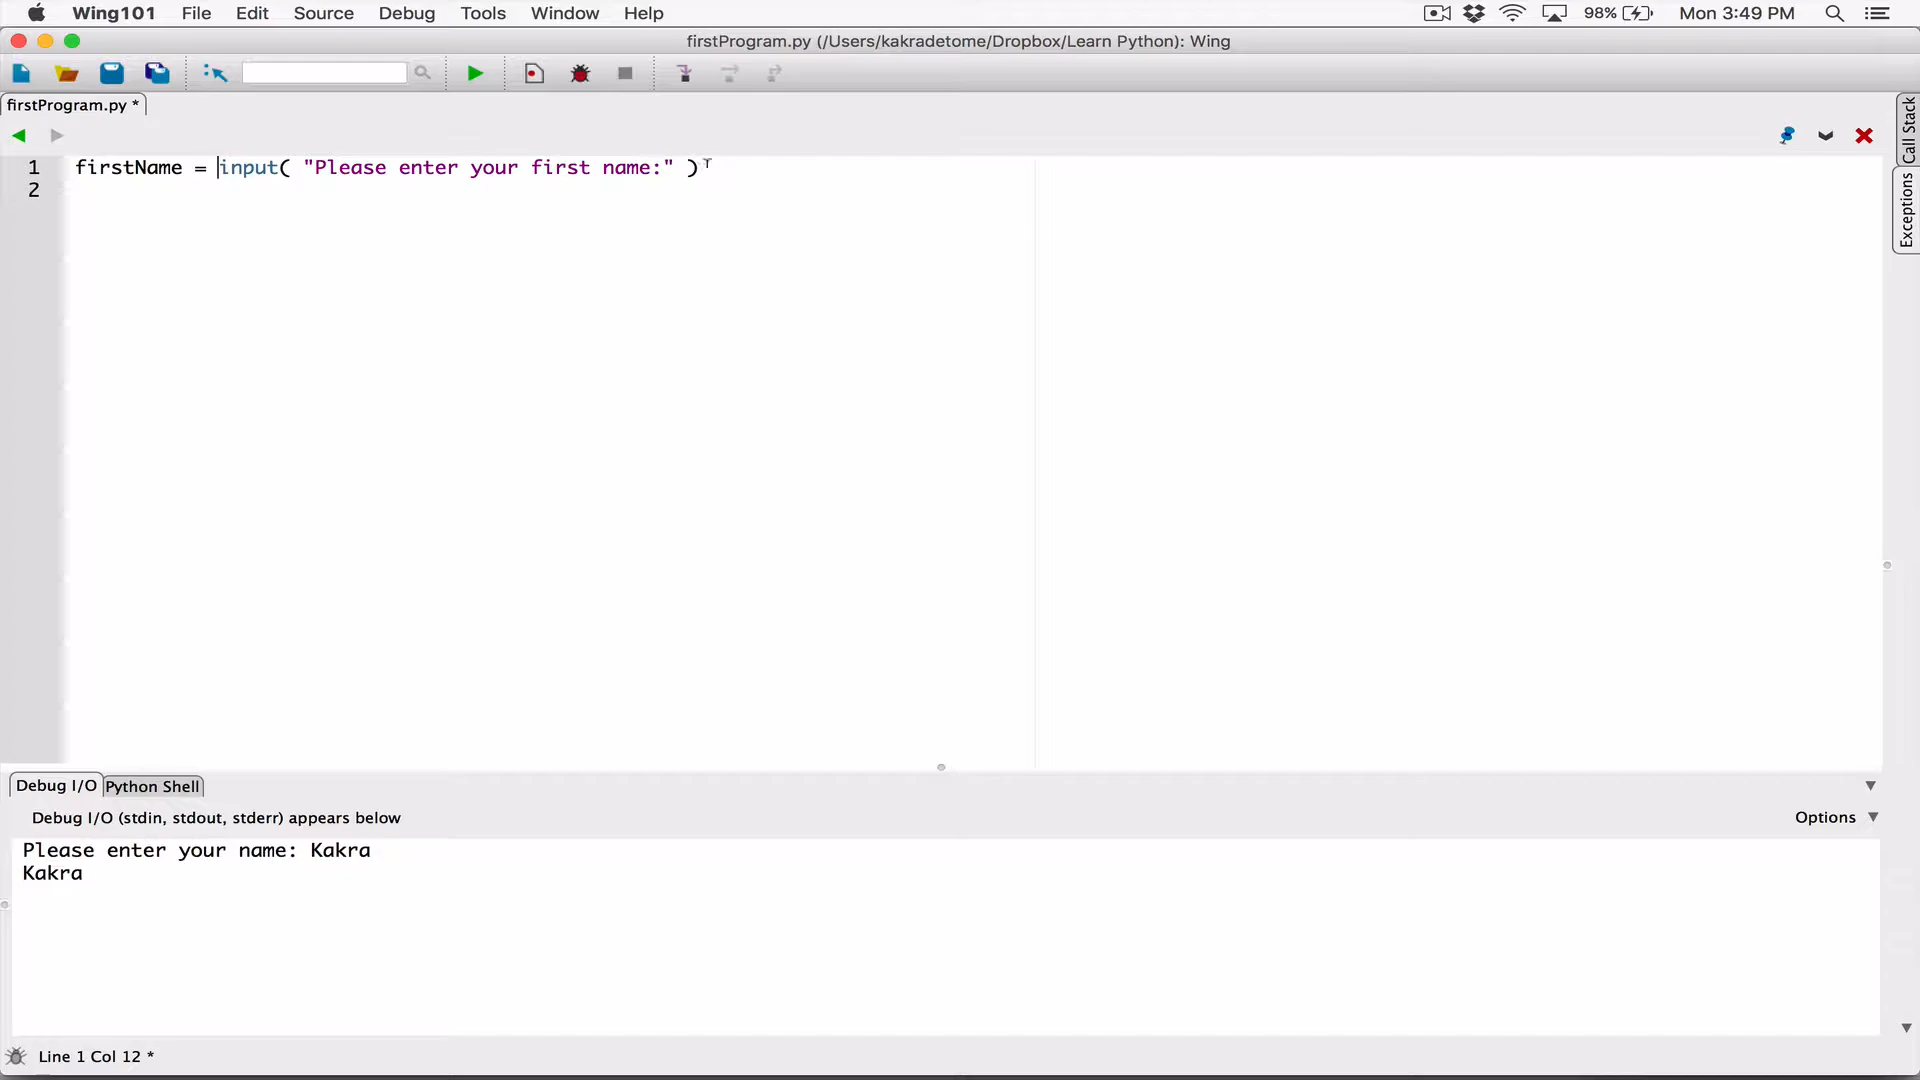 Wing101 File Edit Source Debug Tools Window Help 98% Mon 3:49 PM
firstProgram.py (/Users/kakradetome/Dropbox/Learn Python): Wing
firstProgram.py *
Call Stack
Exceptions
1 firstName = input( "Please enter your first name:" )
2
Debug I/O Python Shell
Debug I/O (stdin, stdout, stderr) appears below Options
Please enter your name: Kakra
Kakra
Line 1 Col 12 *